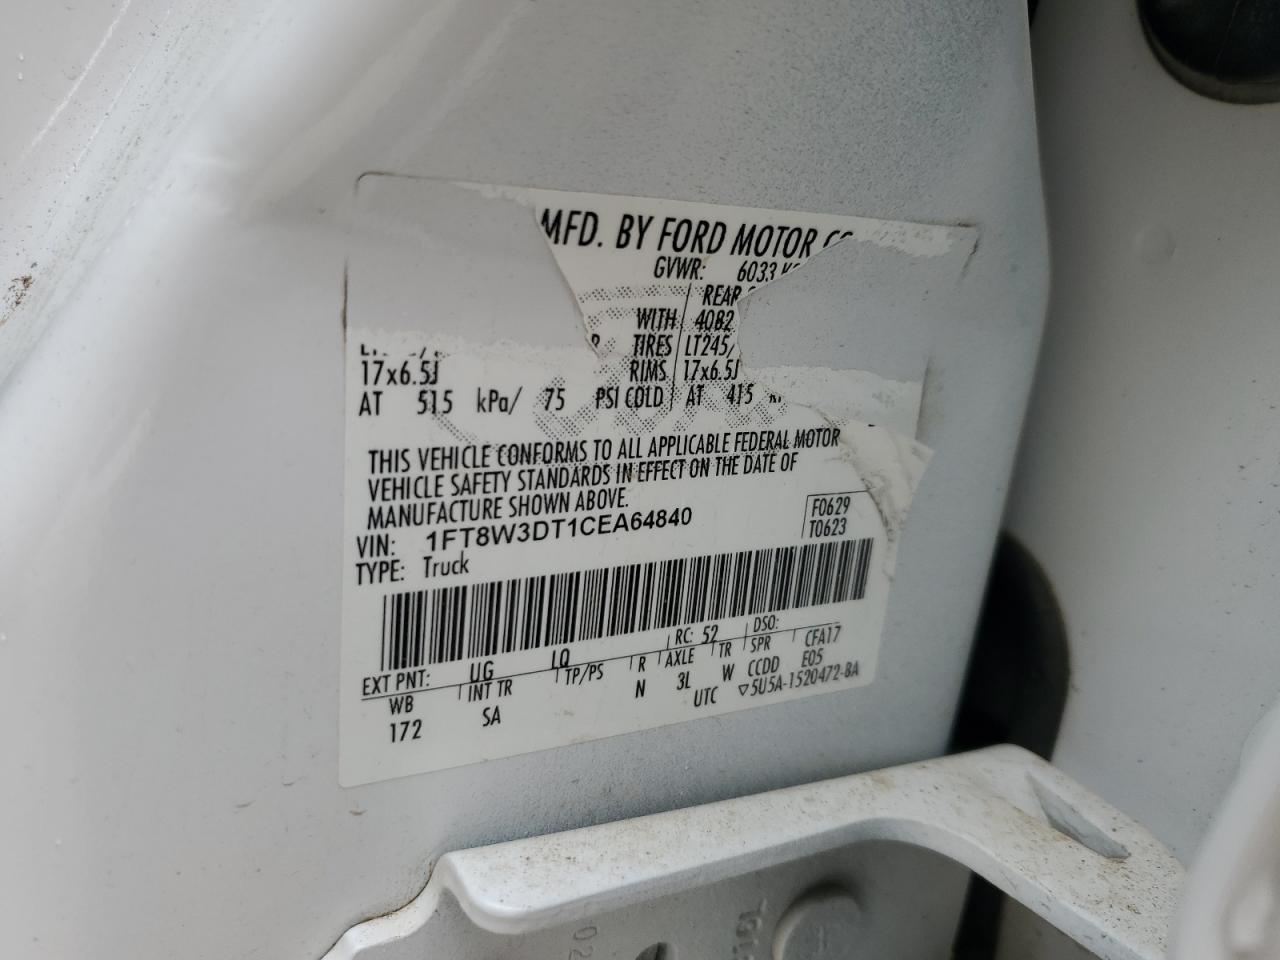 MFD. BY FORD MOTOR
GVWR: 6033
REAR
WITH 4082
TIRES LT245/
17x6.5J RIMS 17x6.5J
AT 515 kPa/ 75 PSI COLD AT 415
THIS VEHICLE CONFORMS TO ALL APPLICABLE FEDERAL MOTOR
VEHICLE SAFETY STANDARDS IN EFFECT ON THE DATE OF
MANUFACTURE SHOWN ABOVE.
F0629
VIN: 1FT8W3DT1CEA64840
T0623
TYPE: Truck
EXT PNT: UG LQ RC: 52 DSO:
WB INT TR TP/PS R AXLE TR SPR CFA17
172 SA N 3L W CCDD E05
UTC ▽5U5A-1520472-BA